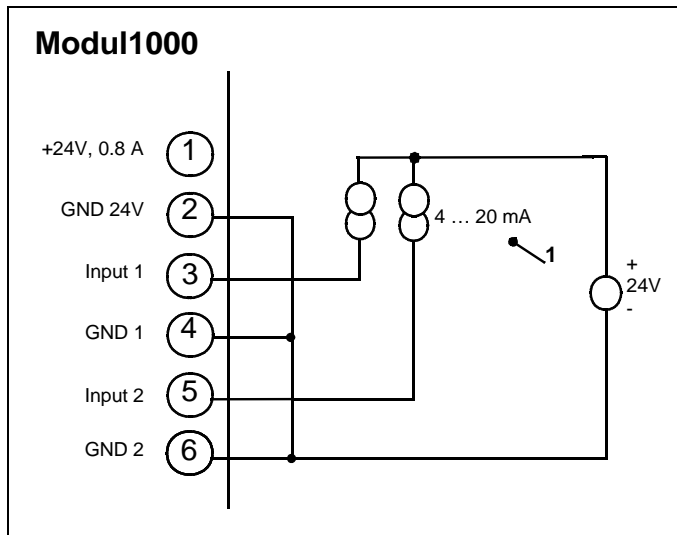 Modul1000
+24V, 0.8 A 1
GND 24V 2
Input 1 3
GND 1 4
Input 2 5
GND 2 6
4 … 20 mA
1
+
24V
-